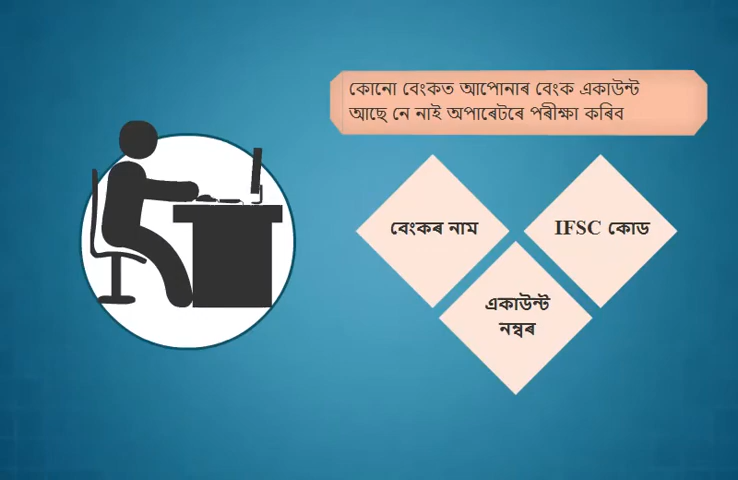 কোনো বেংকত আপোনাৰ বেংক একাউন্ট
আছে নে নাই অপাৰেটৰে পৰীক্ষা কৰিব
বেংকৰ নাম
IFSC কোড
একাউন্ট
নম্বৰ